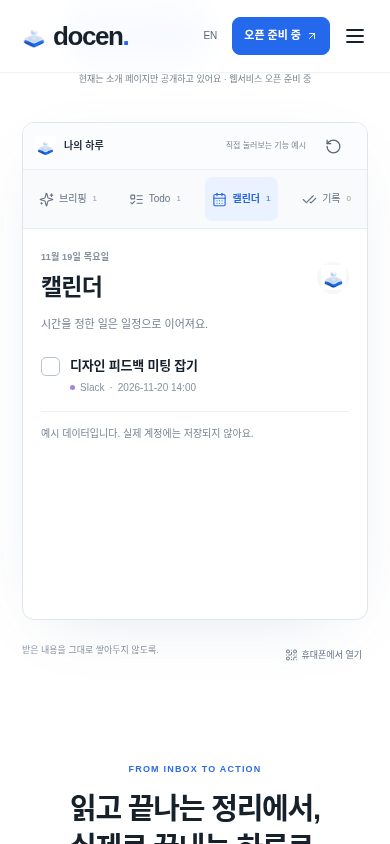 docen.
EN
오픈 준비 중
현재는 소개 페이지만 공개하고 있어요 · 웹서비스 오픈 준비 중
나의 하루
직접 눌러보는 기능 예시
브리핑 1
Todo 1
캘린더 1
기록 0
11월 19일 목요일
캘린더
시간을 정한 일은 일정으로 이어져요.
디자인 피드백 미팅 잡기
Slack · 2026-11-20 14:00
예시 데이터입니다. 실제 계정에는 저장되지 않아요.
받은 내용을 그대로 쌓아두지 않도록.
휴대폰에서 열기
FROM INBOX TO ACTION
읽고 끝나는 정리에서,